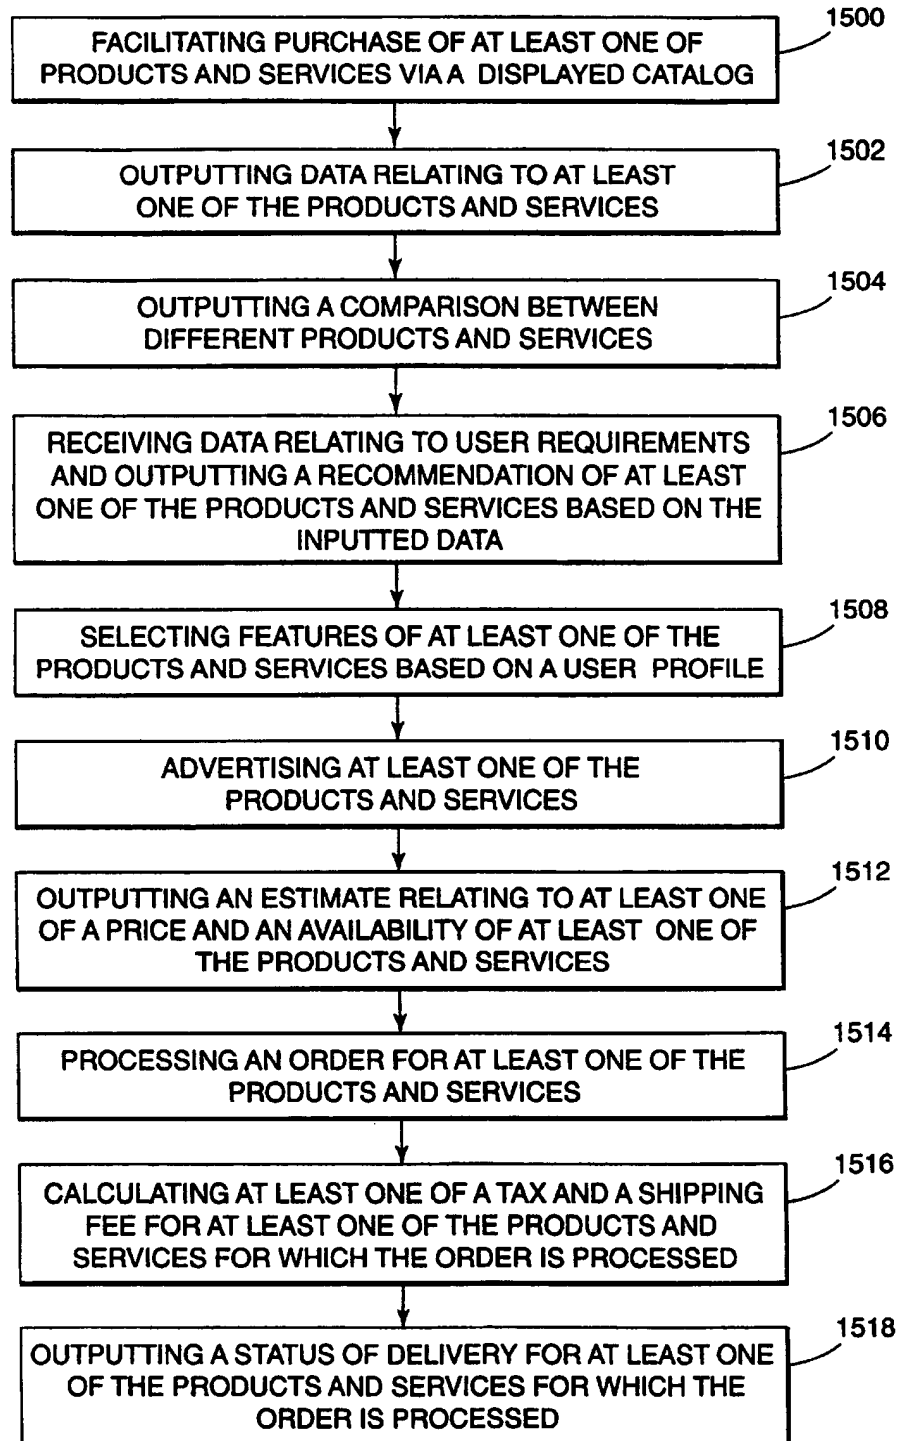 1500
FACILITATING PURCHASE OF AT LEAST ONE OF
PRODUCTS AND SERVICES VIA A DISPLAYED CATALOG
1502
OUTPUTTING DATA RELATING TO AT LEAST
ONE OF THE PRODUCTS AND SERVICES
1504
OUTPUTTING A COMPARISON BETWEEN
DIFFERENT PRODUCTS AND SERVICES
1506
RECEIVING DATA RELATING TO USER REQUIREMENTS
AND OUTPUTTING A RECOMMENDATION OF AT LEAST
ONE OF THE PRODUCTS AND SERVICES BASED ON THE
INPUTTED DATA
1508
SELECTING FEATURES OF AT LEAST ONE OF THE
PRODUCTS AND SERVICES BASED ON A USER PROFILE
1510
ADVERTISING AT LEAST ONE OF THE
PRODUCTS AND SERVICES
1512
OUTPUTTING AN ESTIMATE RELATING TO AT LEAST ONE
OF A PRICE AND AN AVAILABILITY OF AT LEAST ONE OF
THE PRODUCTS AND SERVICES
1514
PROCESSING AN ORDER FOR AT LEAST ONE OF THE
PRODUCTS AND SERVICES
1516
CALCULATING AT LEAST ONE OF A TAX AND A SHIPPING
FEE FOR AT LEAST ONE OF THE PRODUCTS AND
SERVICES FOR WHICH THE ORDER IS PROCESSED
1518
OUTPUTTING A STATUS OF DELIVERY FOR AT LEAST ONE
OF THE PRODUCTS AND SERVICES FOR WHICH THE
ORDER IS PROCESSED